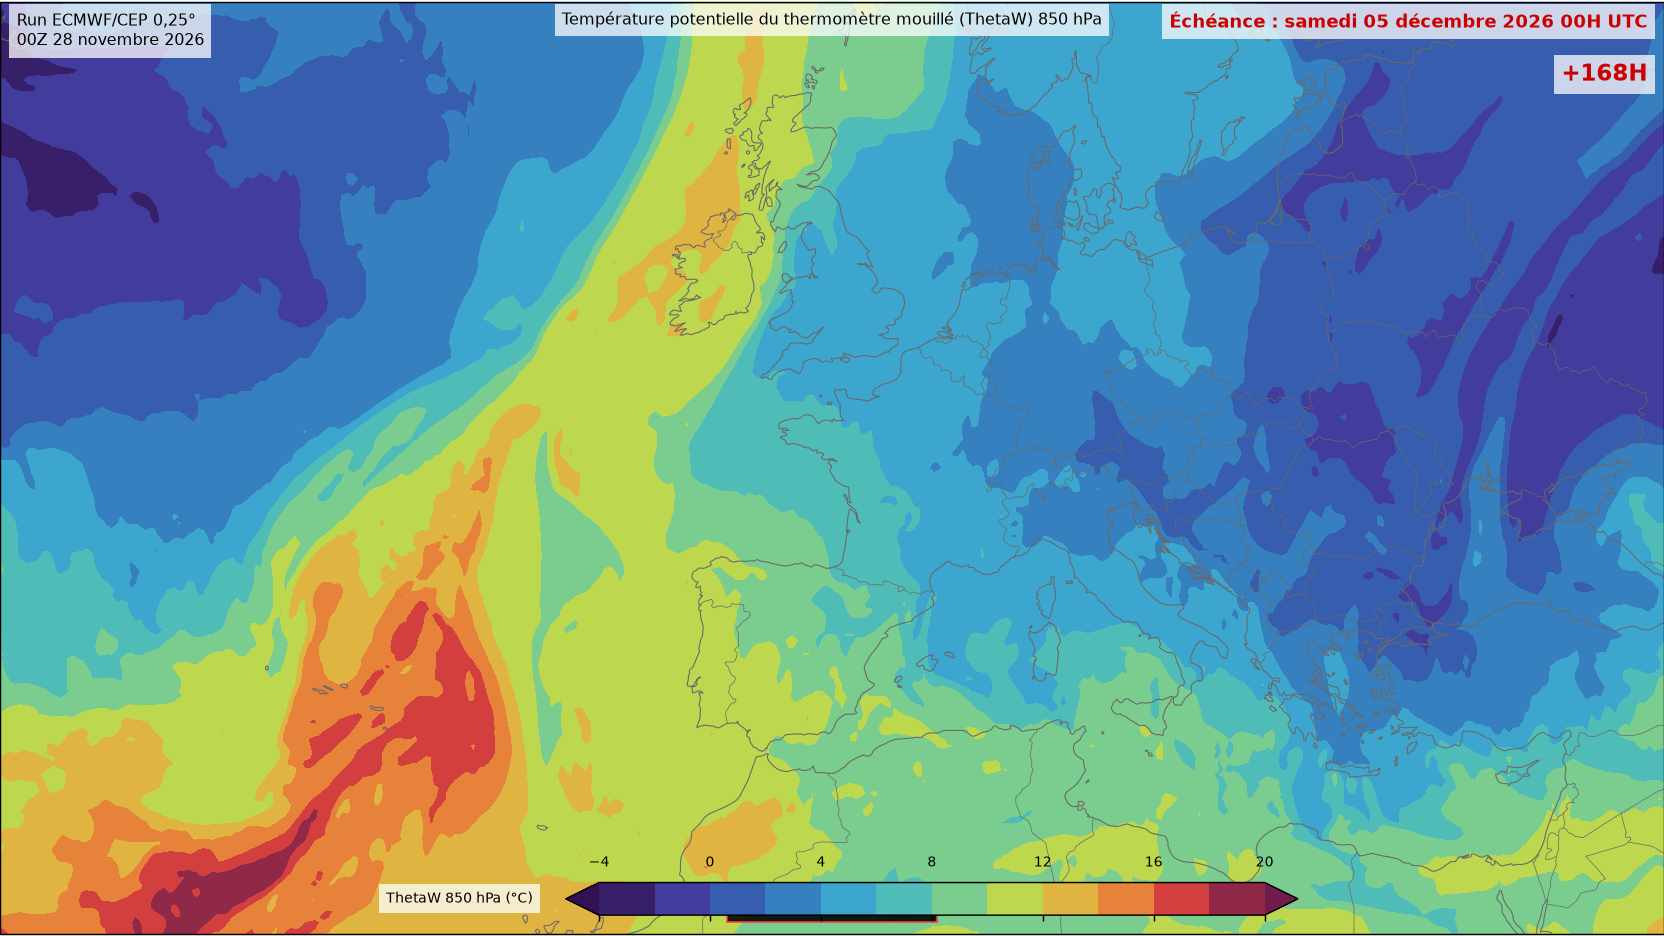 Run ECMWF/CEP 0,25°
00Z 28 novembre 2026
Température potentielle du thermomètre mouillé (ThetaW) 850 hPa
Échéance : samedi 05 décembre 2026 00H UTC
+168H
−4 0 4 8 12 16 20
ThetaW 850 hPa (°C)